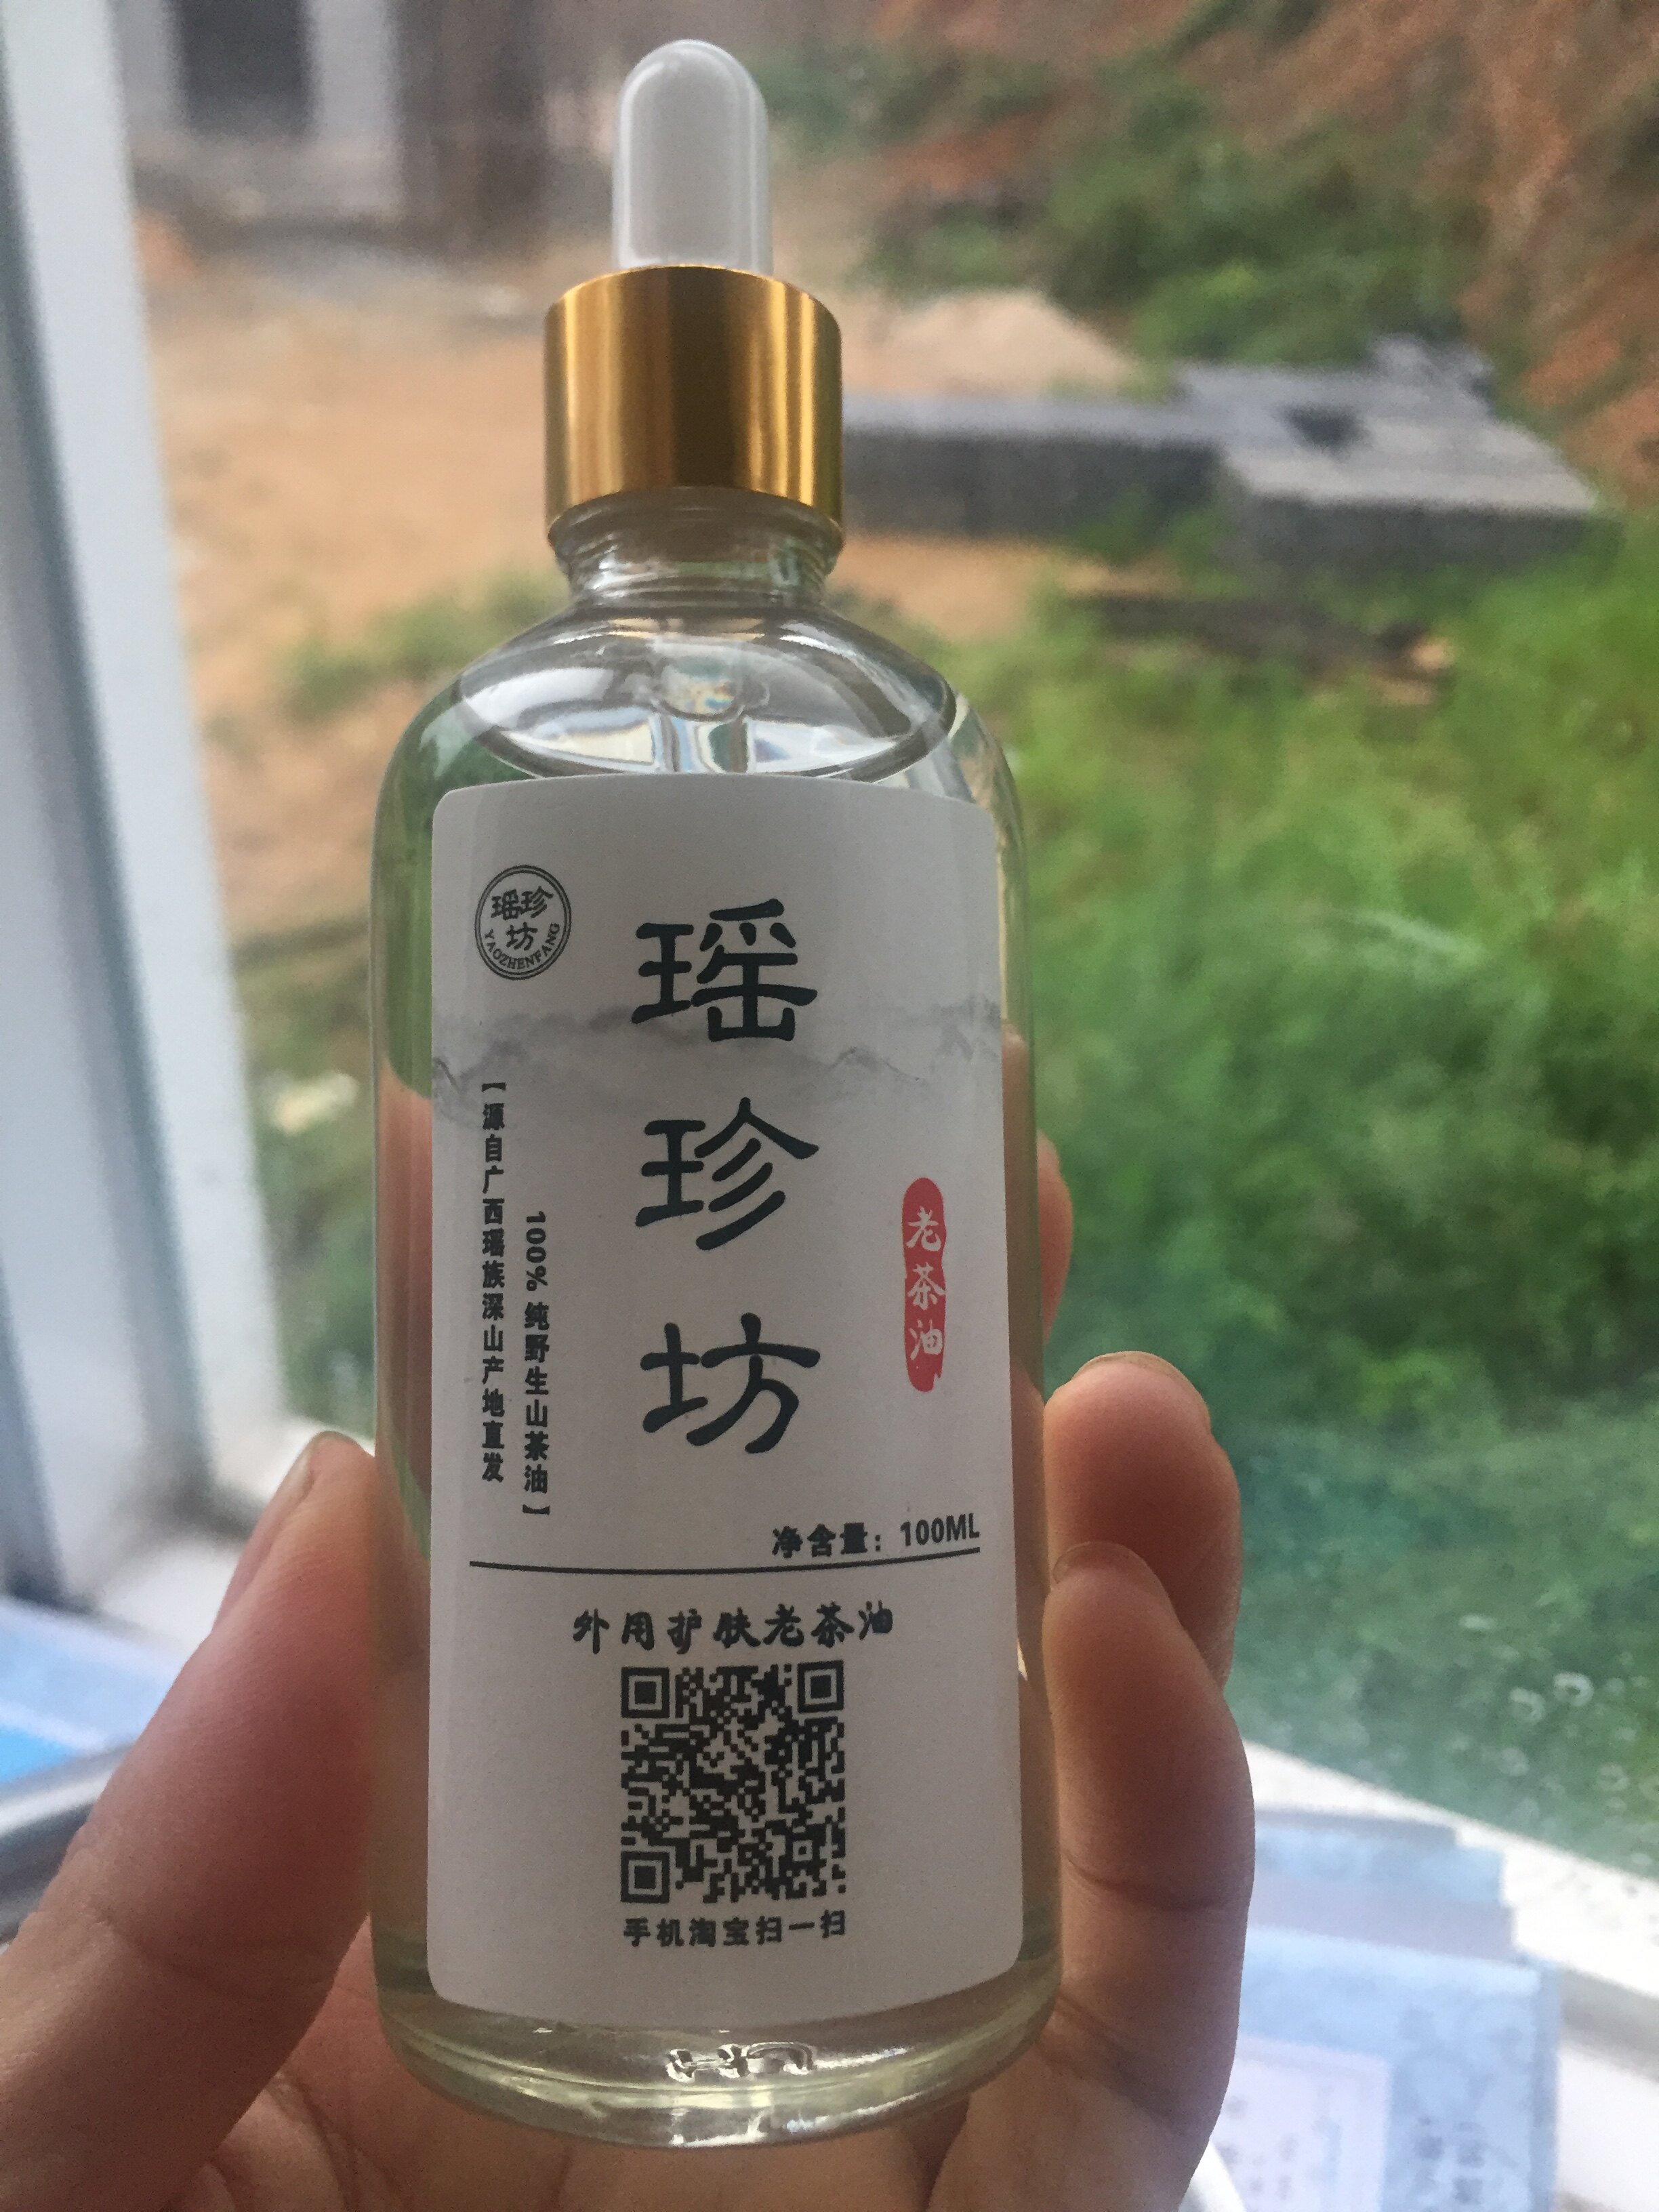 瑶珍
坊
YAOZHENFANG
瑶珍坊
老茶油
100% 纯野生山茶油】
【源自广西瑶族深山产地直发
净含量：100ML
外用护肤老茶油
手机淘宝扫一扫